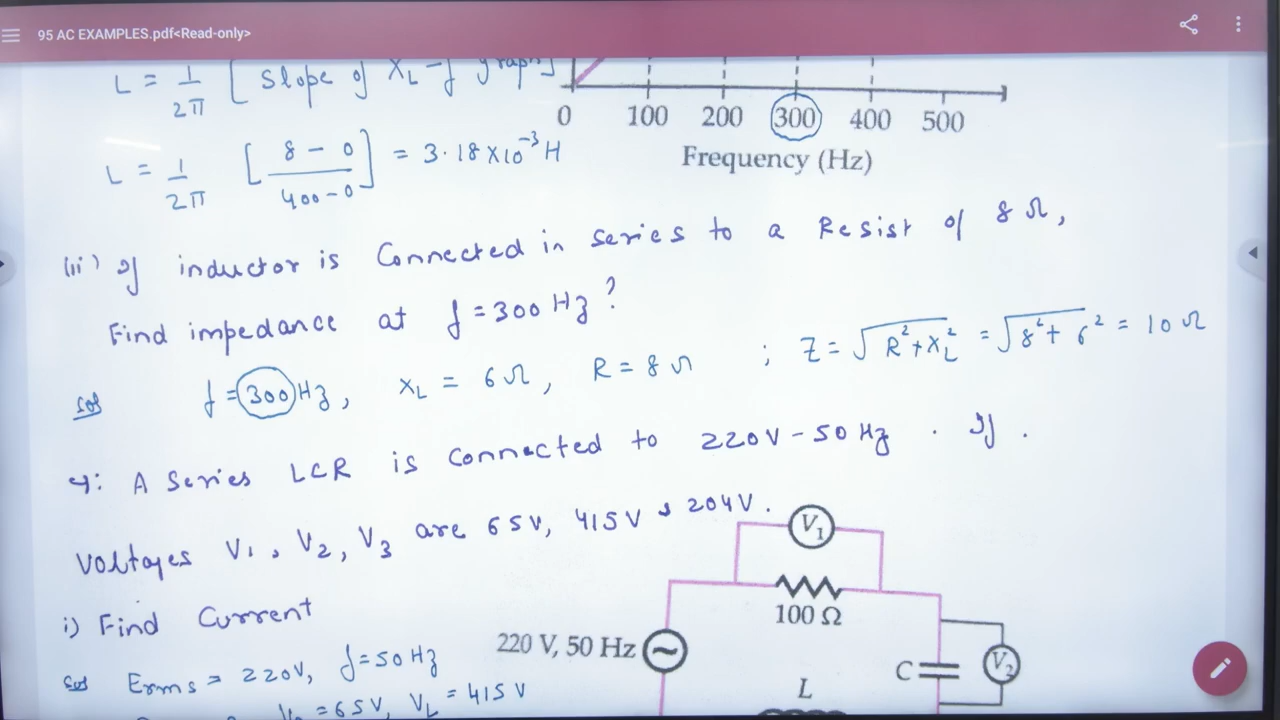 95 AC EXAMPLES.pdf<Read-only>
L = 1/2π [ Slope of XL - f graph ]
0 100 200 300 400 500
Frequency (Hz)
L = 1/2π [ 8 - 0 / 400 - 0 ] = 3.18 X 10⁻³ H
(iii) If inductor is Connected in series to a Resist of 8 Ω,
Find impedance at f = 300 Hz ?
Sol f = 300 Hz, XL = 6 Ω, R = 8 Ω ; Z = √R² + XL² = √8² + 6² = 10 Ω
4: A Series LCR is connected to 220V - 50 Hz . If .
Voltages V1, V2, V3 are 65V, 415V & 204V.
V1
100 Ω
i) Find Current
220 V, 50 Hz
C
V2
Sol Erms = 220V, f = 50 Hz
L
= 65V, VL = 415 V